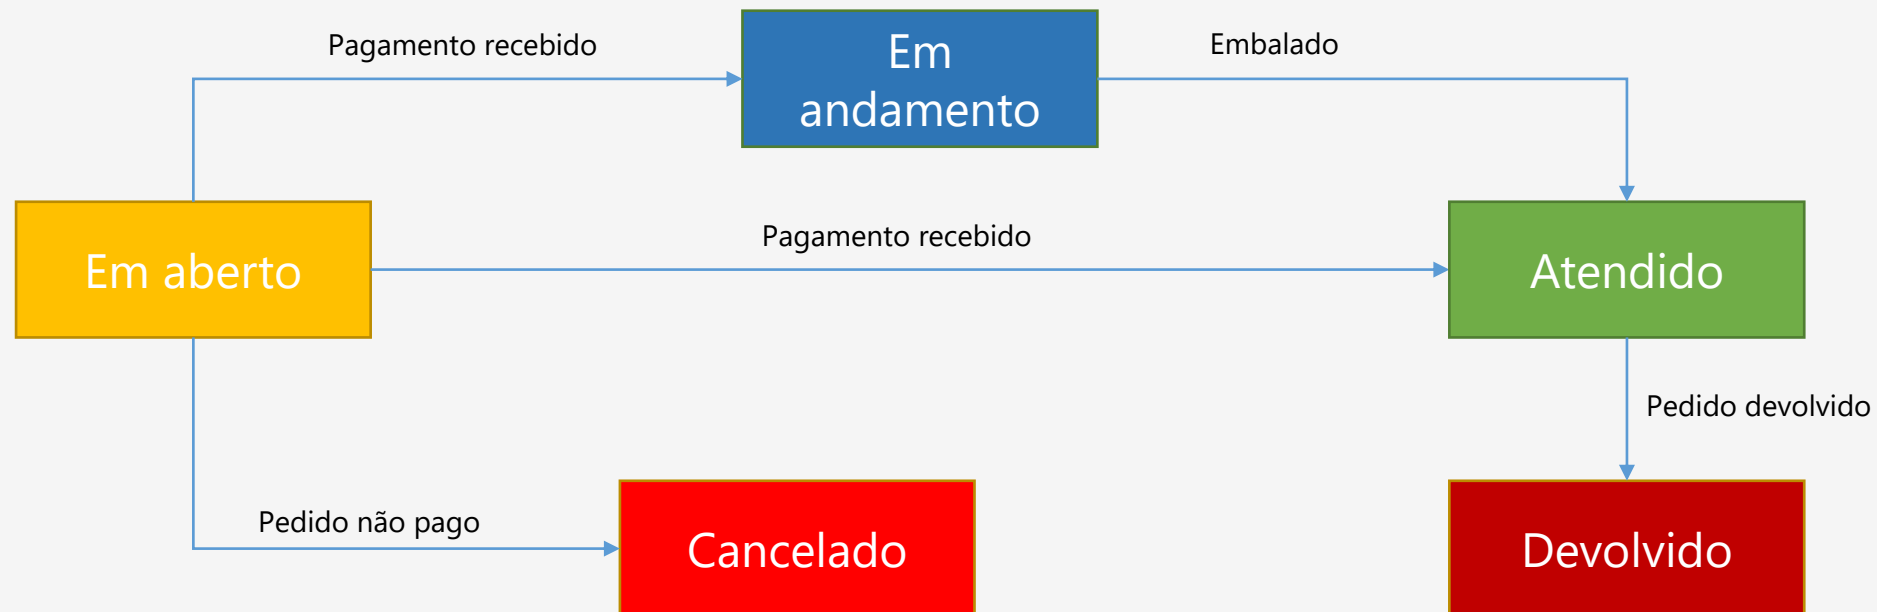 Pagamento recebido
Em
andamento
Embalado
Em aberto
Pagamento recebido
Atendido
Pedido devolvido
Pedido não pago
Cancelado
Devolvido